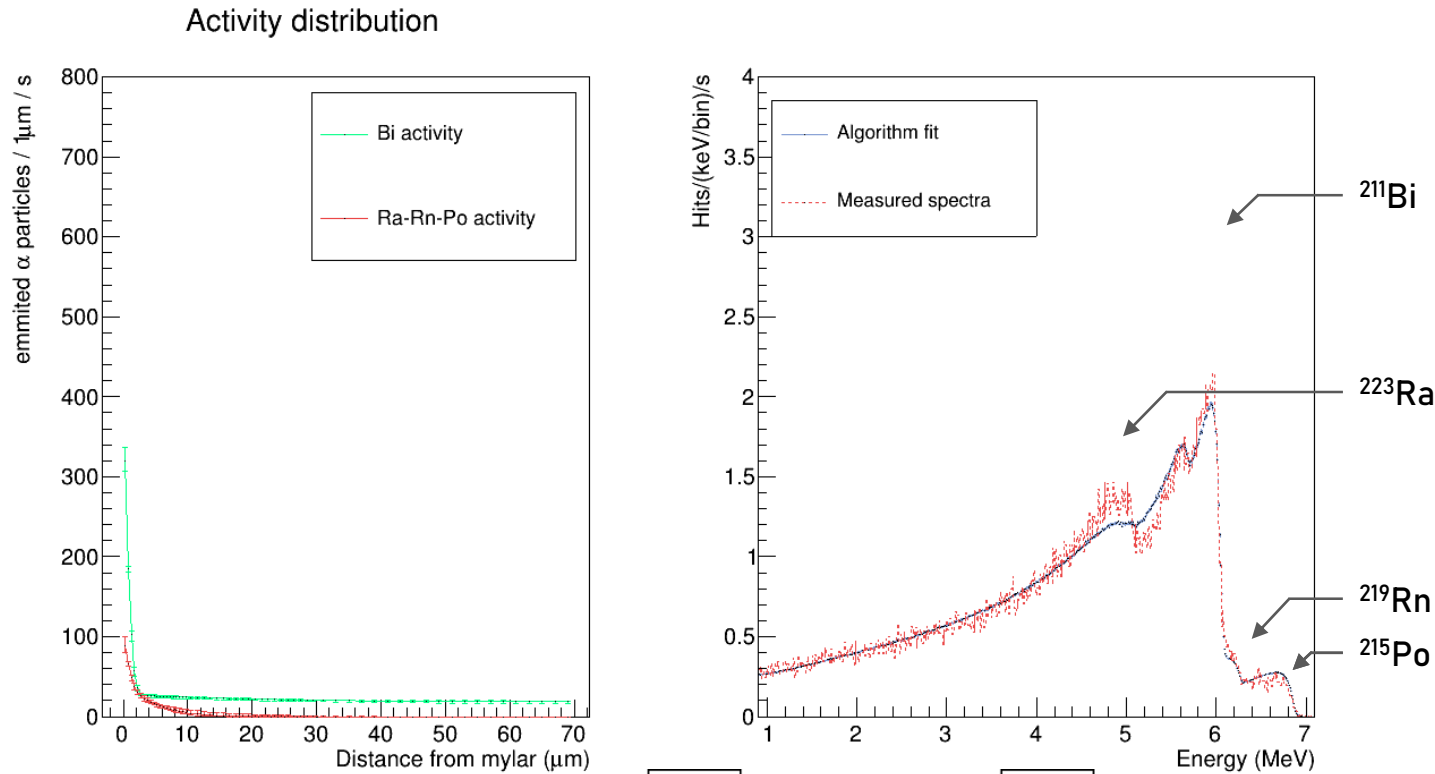 Activity distribution
emmited α particles / 1μm / s
800
700
600
500
400
300
200
100
0
Bi activity
Ra-Rn-Po activity
0 10 20 30 40 50 60 70
Distance from mylar (μm)
Hits/(keV/bin)/s
4
3.5
3
2.5
2
1.5
1
0.5
0
Algorithm fit
Measured spectra
1 2 3 4 5 6 7
Energy (MeV)
²¹¹Bi
²²³Ra
²¹⁹Rn
²¹⁵Po